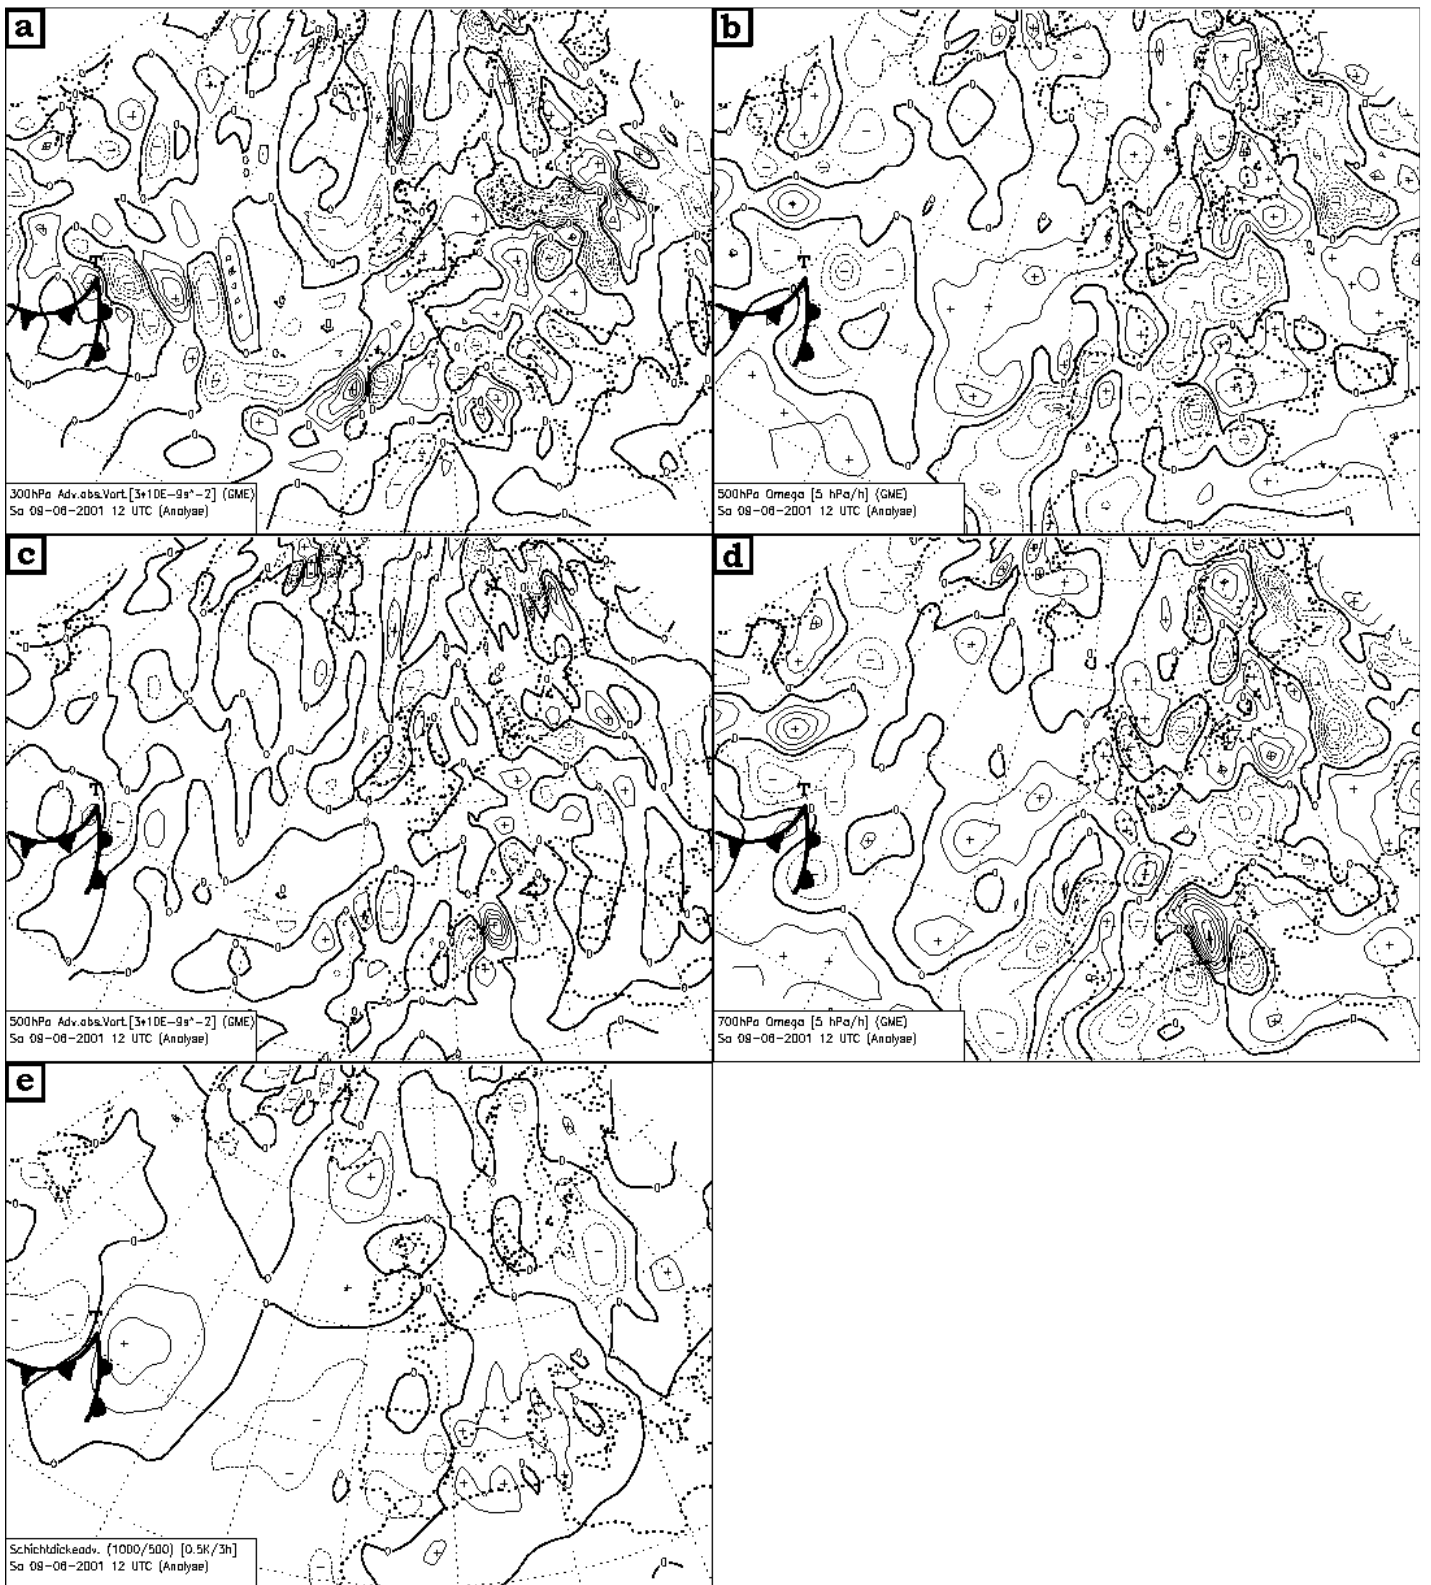 a
b
T
T
300hPa Adv.abs.Vort.[3*10E-9s^-2] (GME)
Sa 09-06-2001 12 UTC (Analyse)
500hPa Omega [5 hPa/h] (GME)
Sa 09-06-2001 12 UTC (Analyse)
c
d
T
T
500hPa Adv.abs.Vort.[3*10E-9s^-2] (GME)
Sa 09-06-2001 12 UTC (Analyse)
700hPa Omega [5 hPa/h] (GME)
Sa 09-06-2001 12 UTC (Analyse)
e
T
Schichtdickeadv. (1000/500) [0.5K/3h]
Sa 09-06-2001 12 UTC (Analyse)